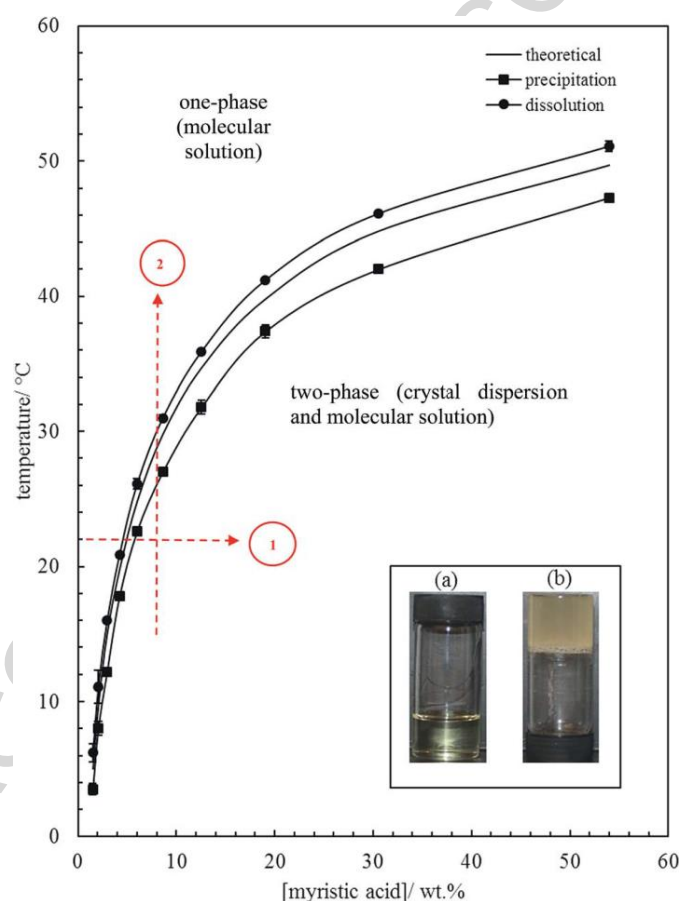 60
50
40
30
20
10
0
temperature/ °C
theoretical
precipitation
dissolution
one-phase
(molecular
solution)
2
two-phase (crystal dispersion
and molecular solution)
1
(a) (b)
0 10 20 30 40 50 60
[myristic acid]/ wt.%